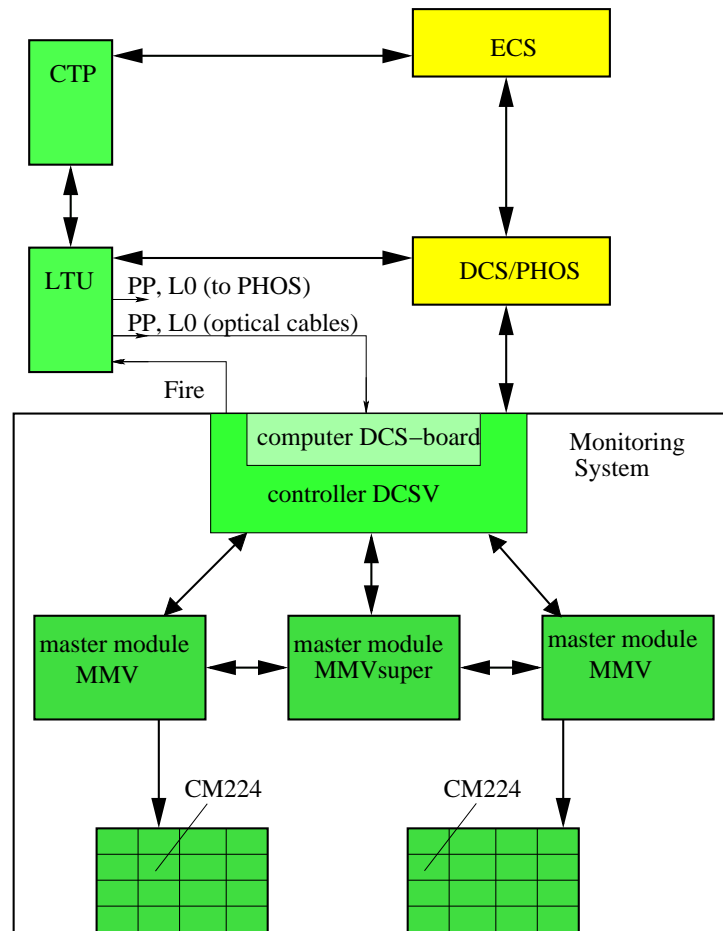 ECS
CTP
LTU
DCS/PHOS
PP, L0 (to PHOS)
PP, L0 (optical cables)
Fire
computer DCS−board
controller DCSV
Monitoring
System
master module
MMV
master module
MMVsuper
master module
MMV
CM224
CM224